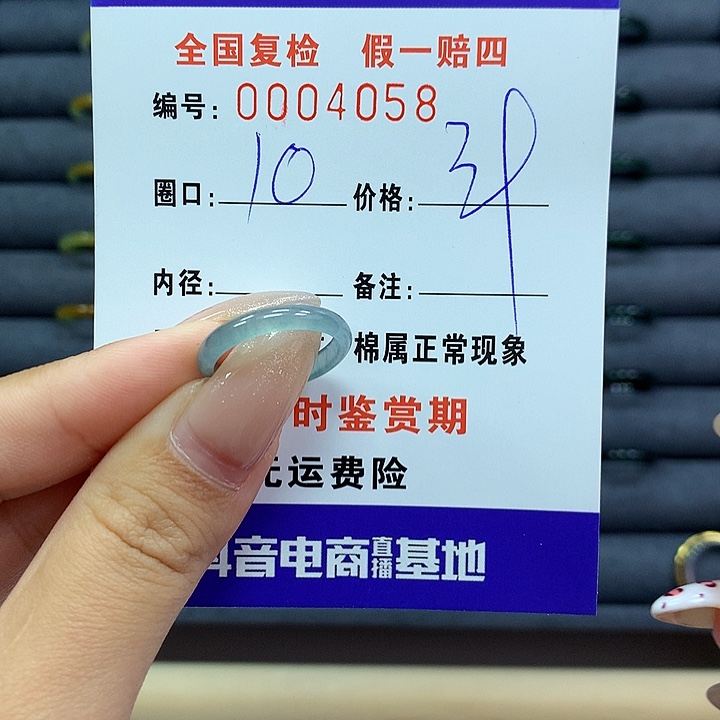 全国复检 假一赔四
编号: 0004058
圈口: 10 价格:
内径: 备注:
棉属正常现象
时鉴赏期
无运费险
抖音电商直播基地